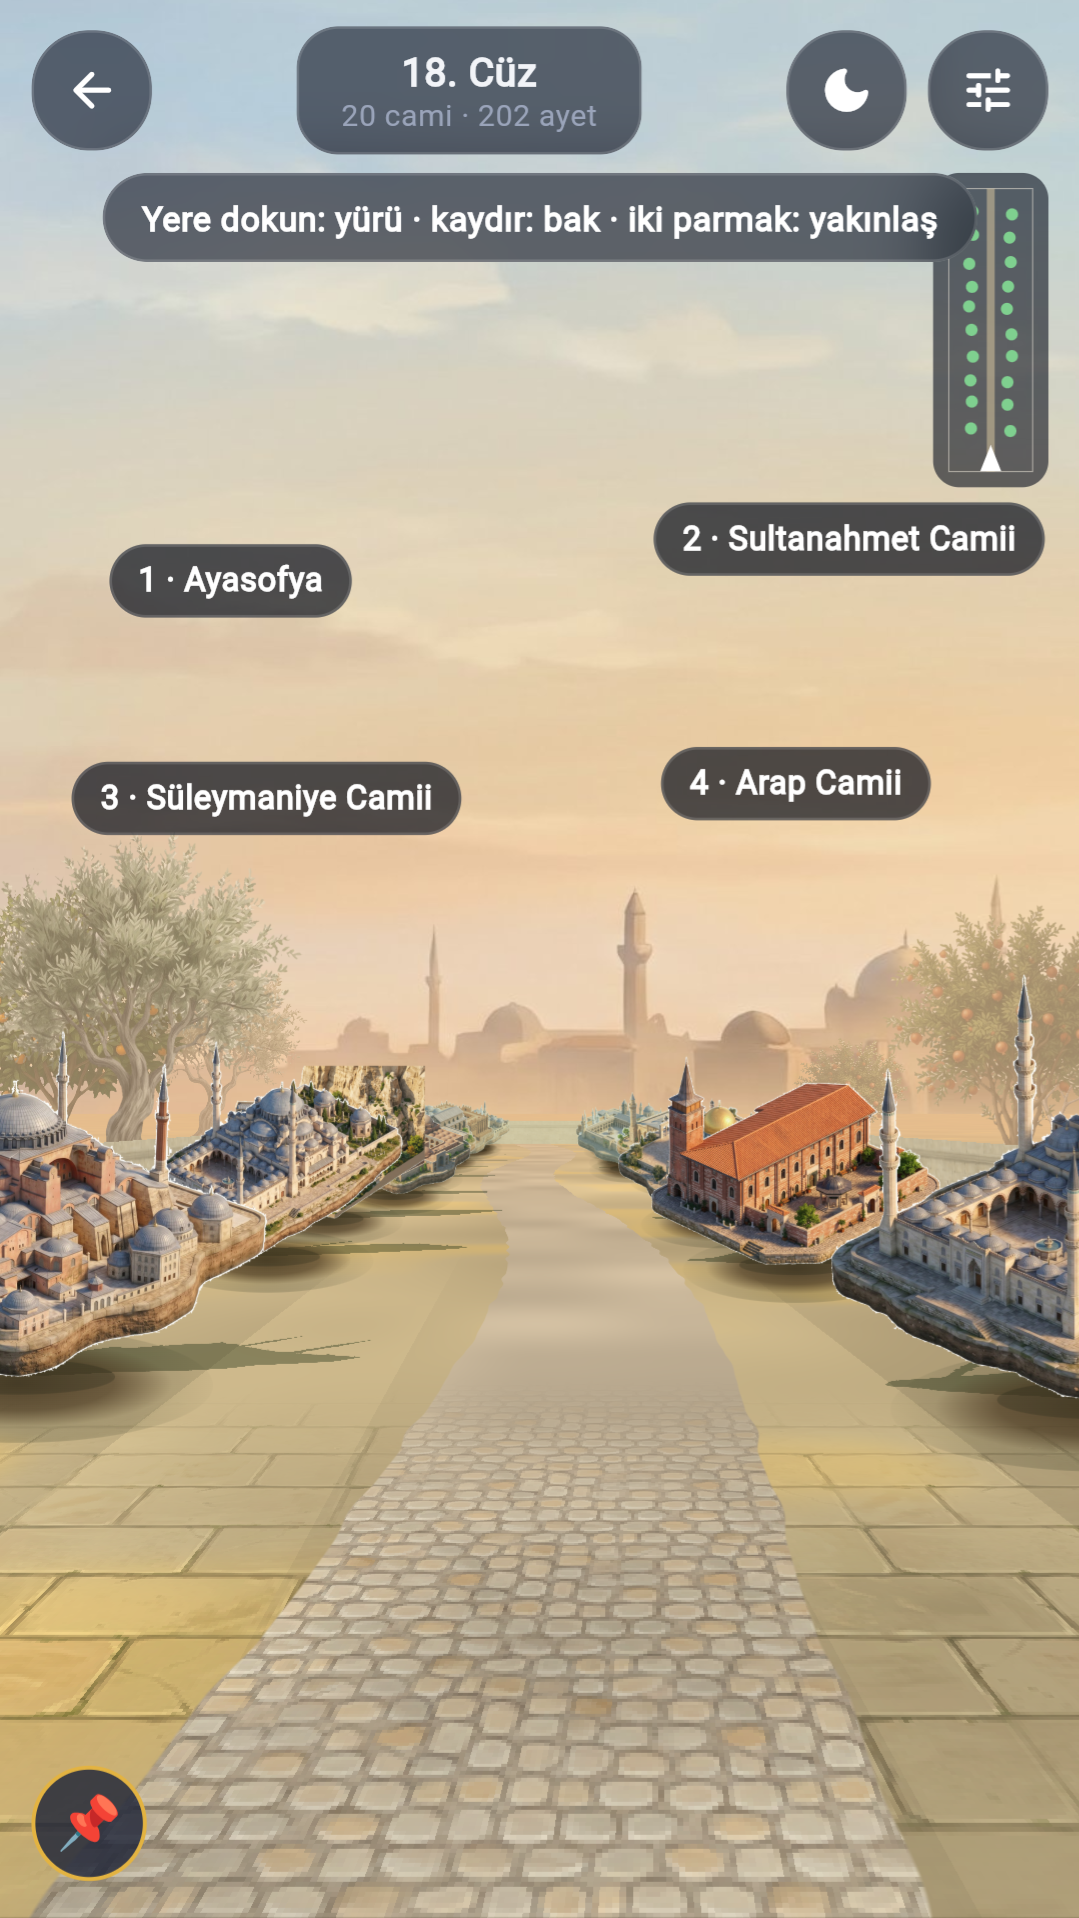 18. Cüz
20 cami · 202 ayet
Yere dokun: yürü · kaydır: bak · iki parmak: yakınlaş
2 · Sultanahmet Camii
1 · Ayasofya
4 · Arap Camii
3 · Süleymaniye Camii